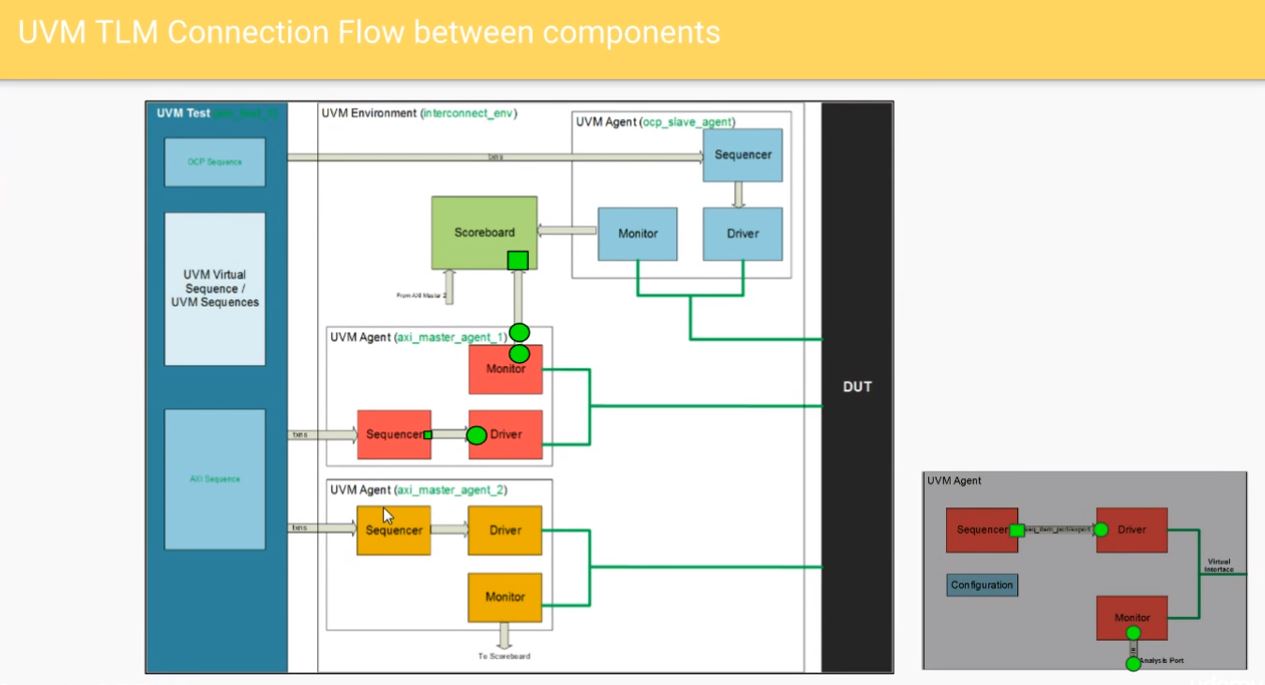 UVM TLM Connection Flow between components
UVM Test
UVM Environment (interconnect_env)
UVM Agent (ocp_slave_agent)
OCP Sequence
txns
Sequencer
Scoreboard
Monitor
Driver
UVM Virtual
Sequence /
UVM Sequences
From AXI Master 2
UVM Agent (axi_master_agent_1)
Monitor
DUT
txns
Sequencer
Driver
AXI Sequence
UVM Agent (axi_master_agent_2)
txns
Sequencer
Driver
Monitor
To Scoreboard
UVM Agent
Sequencer
Driver
Virtual
Interface
Configuration
Monitor
Analysis Port